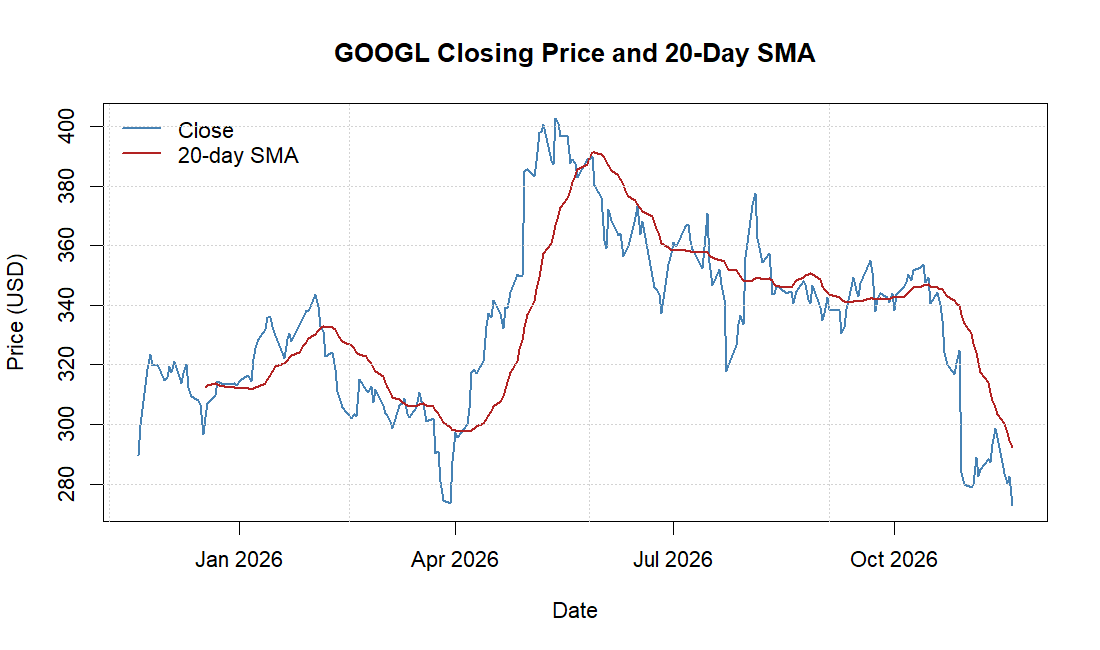 GOOGL Closing Price and 20-Day SMA
Close
20-day SMA
400
380
360
340
320
300
280
Price (USD)
Jan 2026
Apr 2026
Jul 2026
Oct 2026
Date